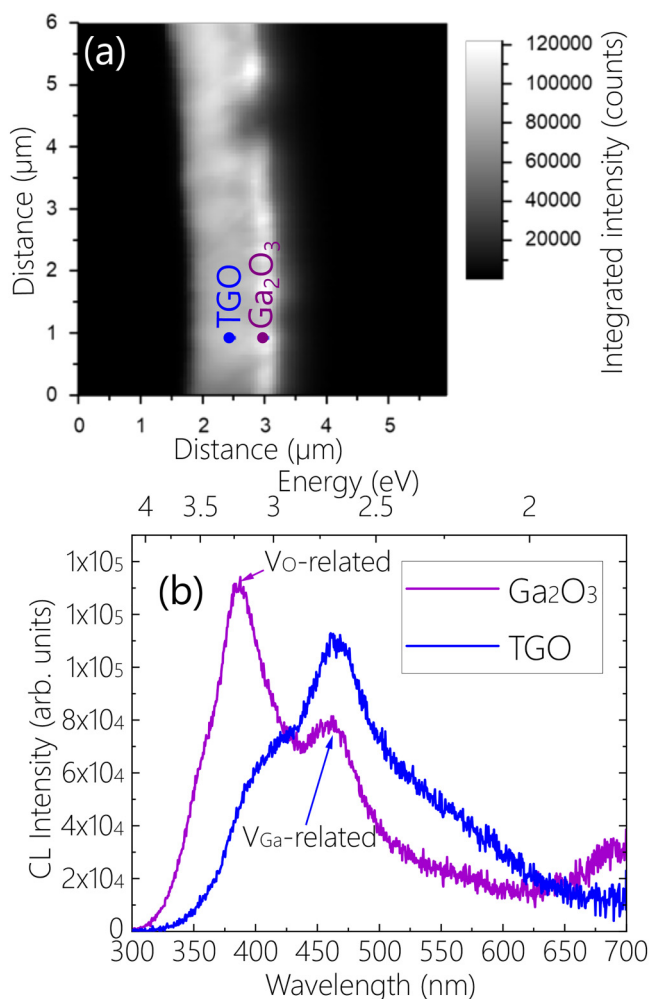 (a)
6
5
4
3
2
1
0
Distance (μm)
TGO
Ga2O3
0 1 2 3 4 5
Distance (μm)
120000
100000
80000
60000
40000
20000
Integrated intensity (counts)
Energy (eV)
4 3.5 3 2.5 2
(b)
VO-related
Ga2O3
TGO
VGa-related
1x105
1x105
1x105
8x104
6x104
4x104
2x104
0
CL Intensity (arb. units)
300 350 400 450 500 550 600 650 700
Wavelength (nm)